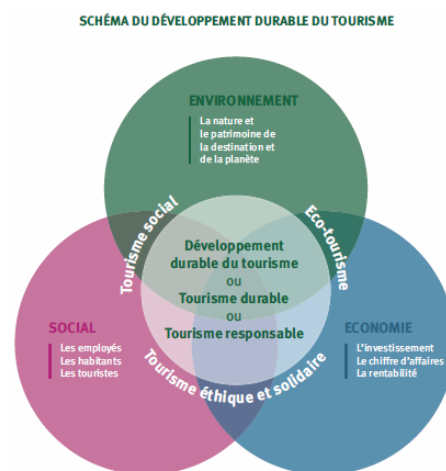 SCHÉMA DU DÉVELOPPEMENT DURABLE DU TOURISME
ENVIRONNEMENT
La nature et
le patrimoine de
la destination et
de la planète
Tourisme social
Eco-tourisme
Développement
durable du tourisme
ou
Tourisme durable
ou
Tourisme responsable
SOCIAL
Les employés
Les habitants
Les touristes
ECONOMIE
L'investissement
Le chiffre d'affaires
La rentabilité
Tourisme éthique et solidaire